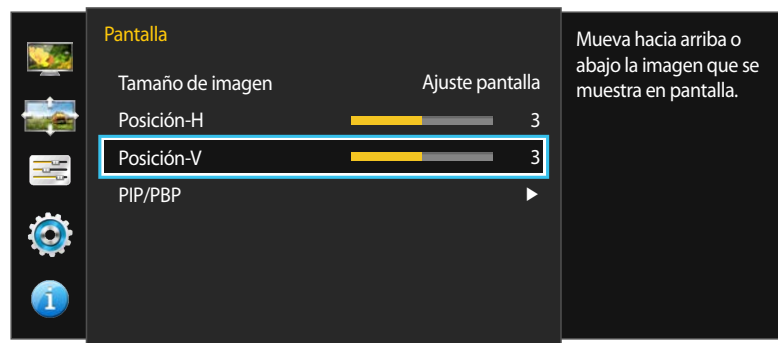 Pantalla
Tamaño de imagen Ajuste pantalla
Posición-H 3
Posición-V 3
PIP/PBP
Mueva hacia arriba o
abajo la imagen que se
muestra en pantalla.